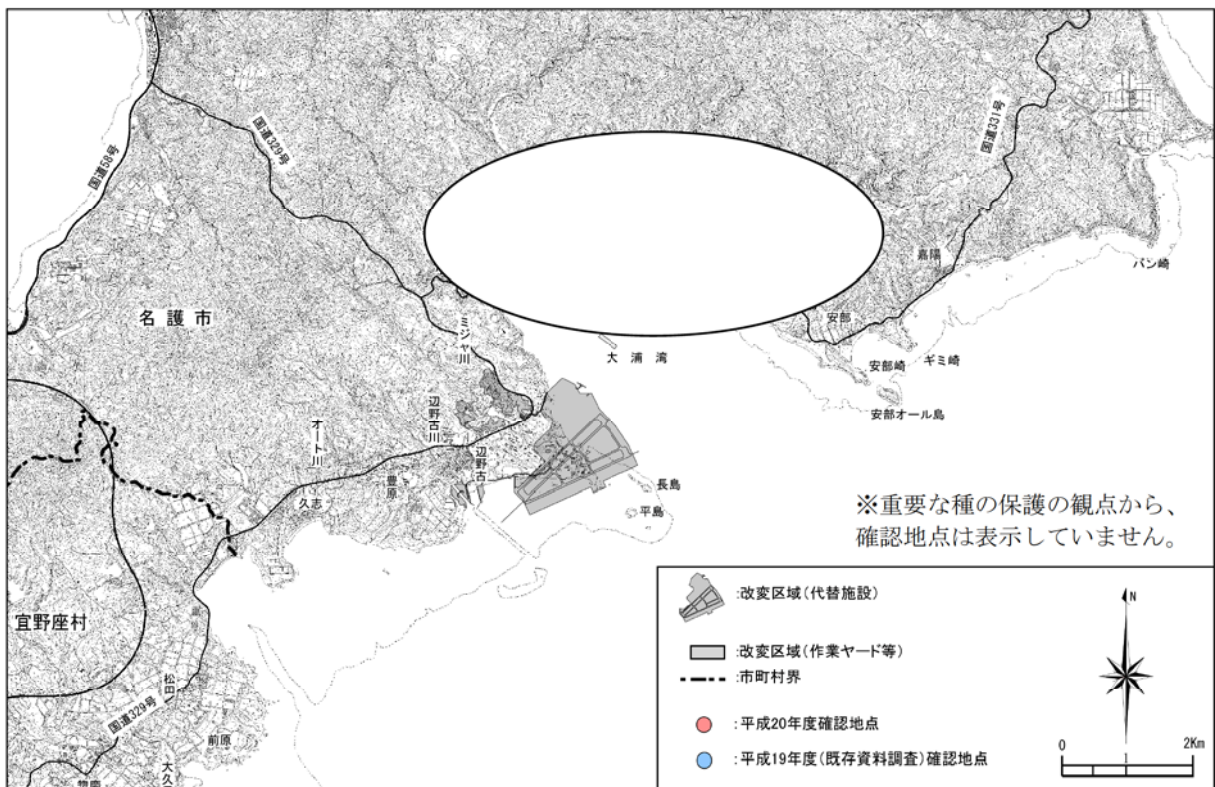 国道58号
国道329号
国道331号
嘉陽
バン崎
名護市
ミジャ川
安部
大浦湾
安部崎
ギミ崎
安部オール島
辺野古川
オート川
辺野古
豊原
久志
長島
平島
※重要な種の保護の観点から、
確認地点は表示していません。
宜野座村
松田
国道329号
前原
大久
惣慶
:改変区域(代替施設)
:改変区域(作業ヤード等)
:市町村界
:平成20年度確認地点
:平成19年度(既存資料調査)確認地点
N
0
1
2Km